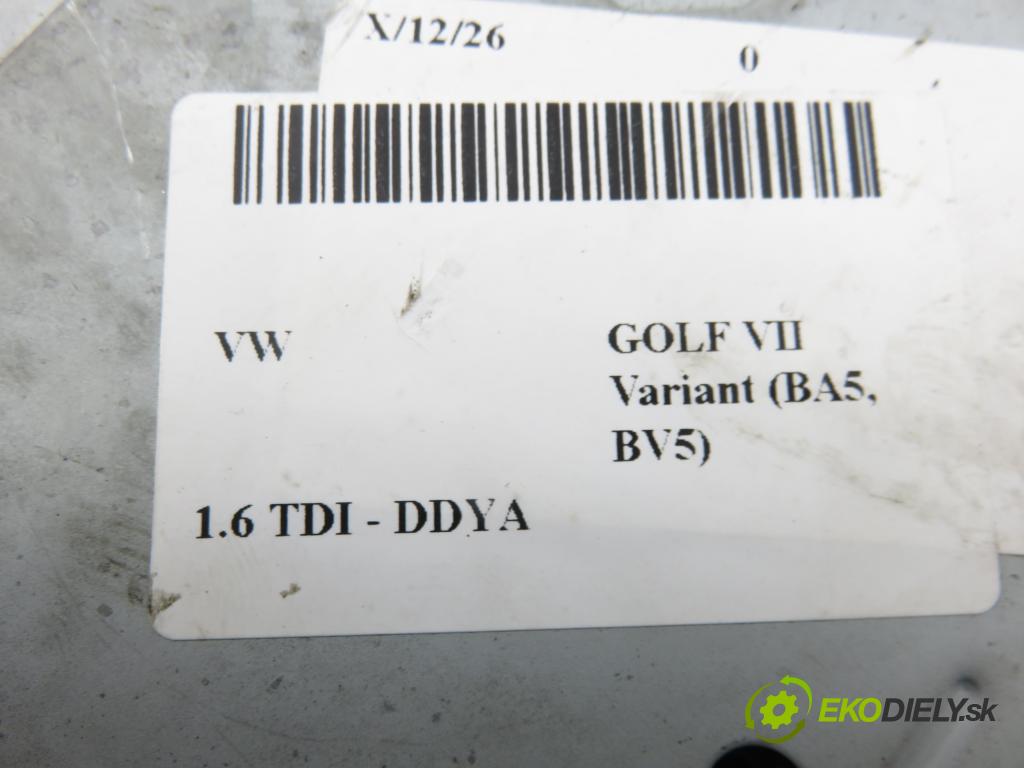 X/12/26
0
VW
GOLF VII
Variant (BA5,
BV5)
1.6 TDI - DDYA
EKODIELY.sk